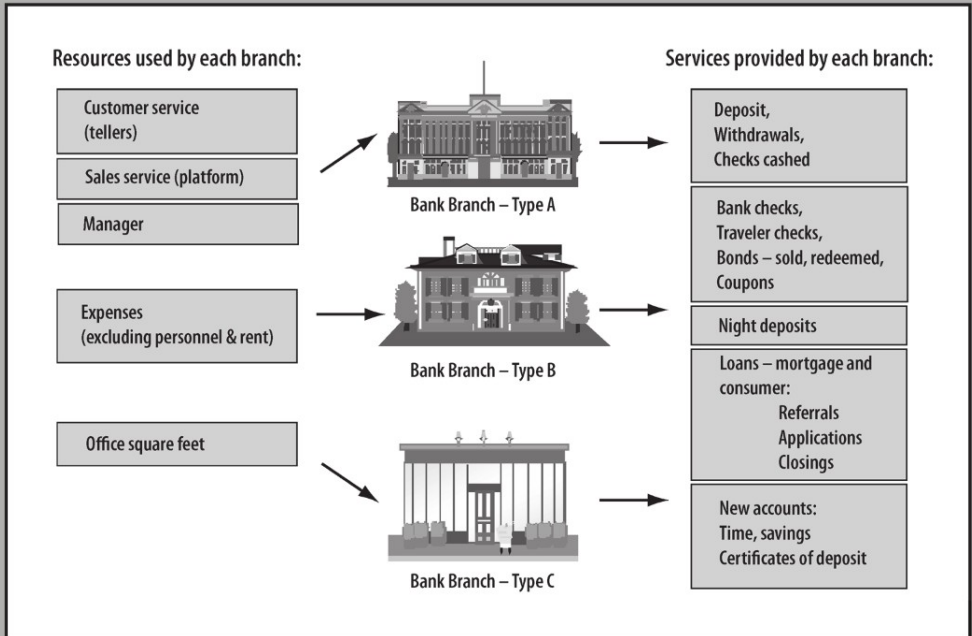 Resources used by each branch:
Customer service
(tellers)
Sales service (platform)
Manager
Expenses
(excluding personnel & rent)
Office square feet
Bank Branch – Type A
Bank Branch – Type B
Bank Branch – Type C
Services provided by each branch:
Deposit,
Withdrawals,
Checks cashed
Bank checks,
Traveler checks,
Bonds – sold, redeemed,
Coupons
Night deposits
Loans – mortgage and
consumer:
Referrals
Applications
Closings
New accounts:
Time, savings
Certificates of deposit